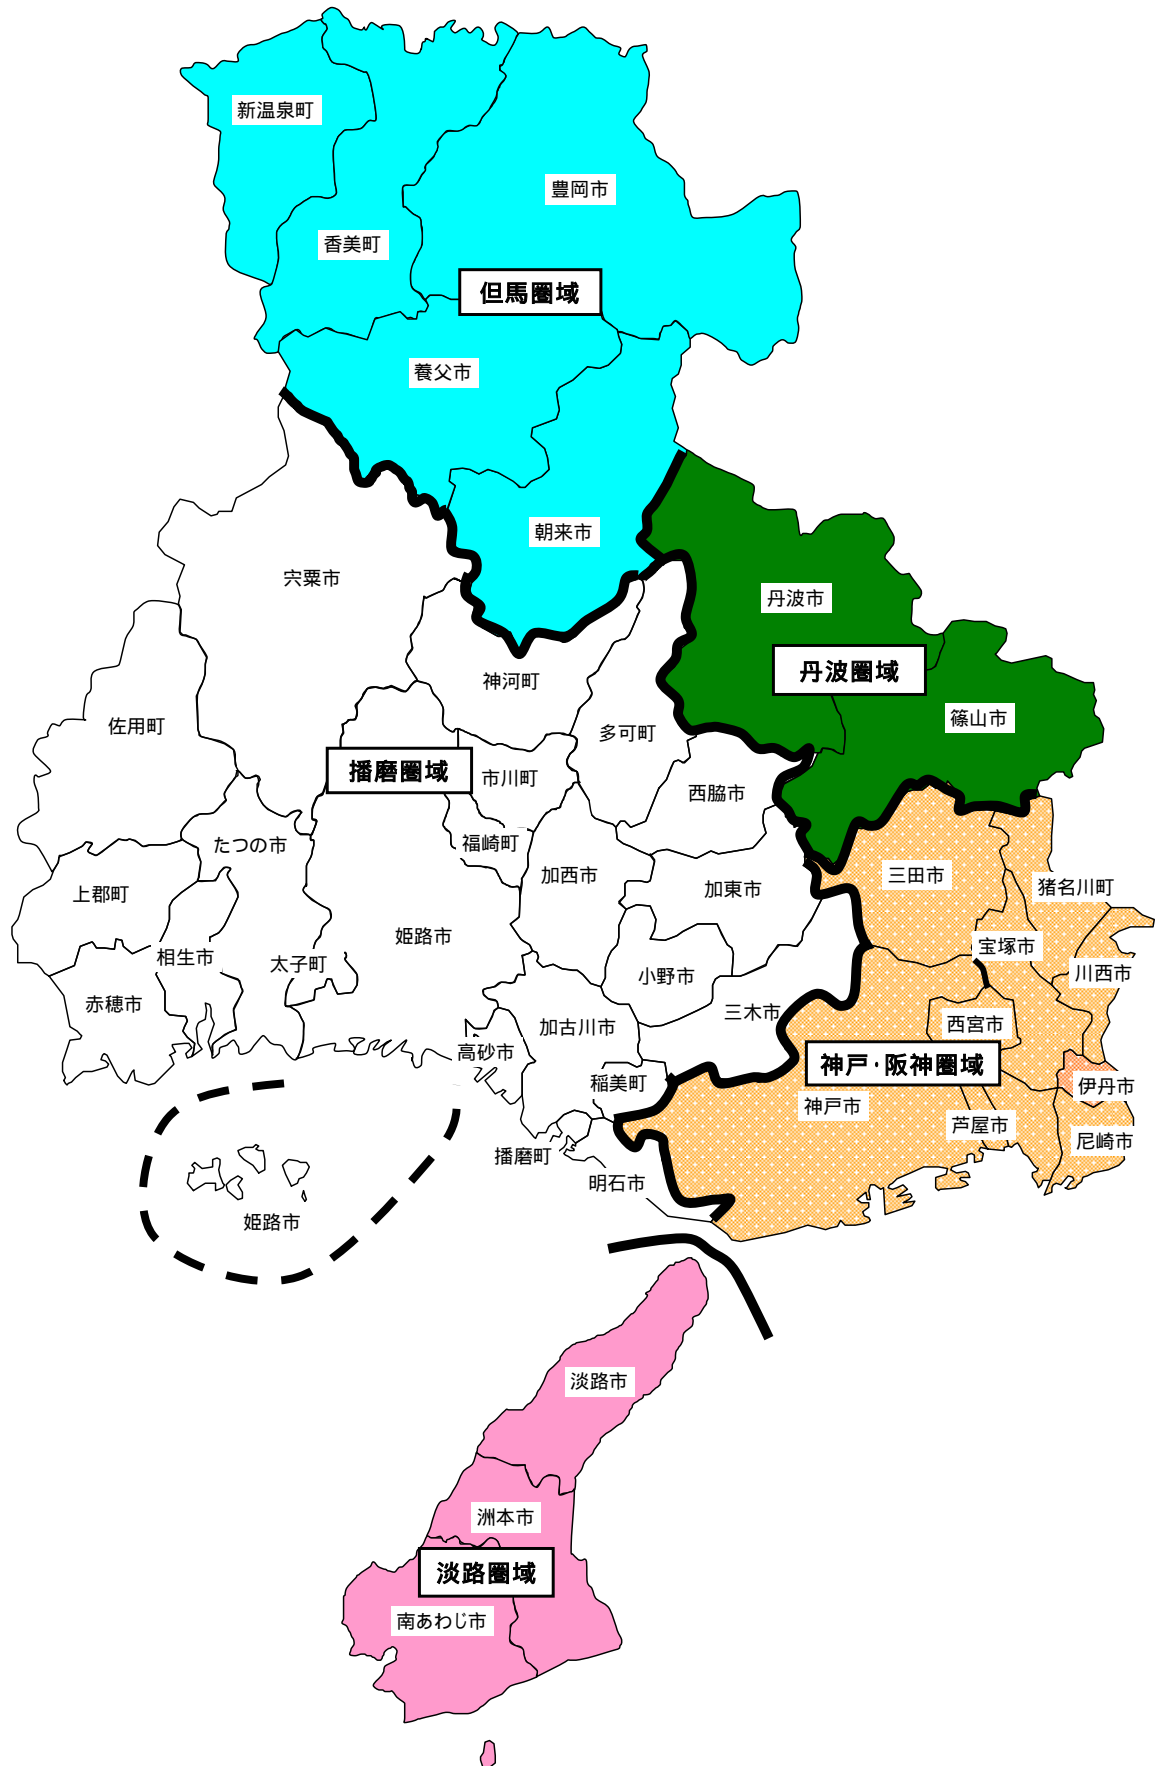 新温泉町
豊岡市
香美町
但馬圏域
養父市
朝来市
宍粟市
丹波市
丹波圏域
神河町
篠山市
佐用町
多可町
播磨圏域
市川町
西脇市
たつの市
福崎町
加西市
三田市
加東市
猪名川町
上郡町
姫路市
宝塚市
相生市
太子町
小野市
川西市
赤穂市
三木市
加古川市
西宮市
高砂市
神戸・阪神圏域
稲美町
伊丹市
神戸市
芦屋市
尼崎市
播磨町
明石市
姫路市
淡路市
洲本市
淡路圏域
南あわじ市